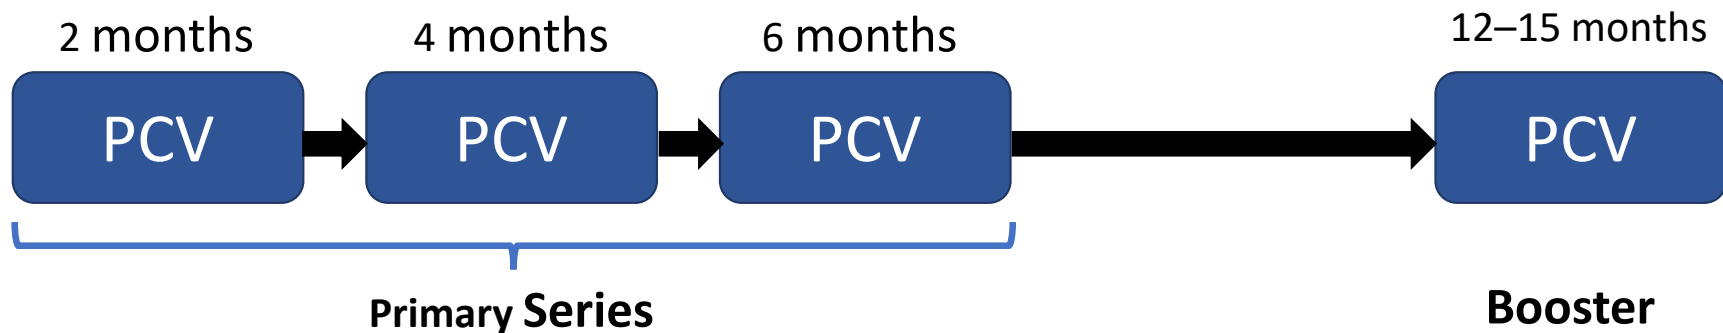 2 months 4 months 6 months 12–15 months
PCV PCV PCV PCV
Primary Series Booster